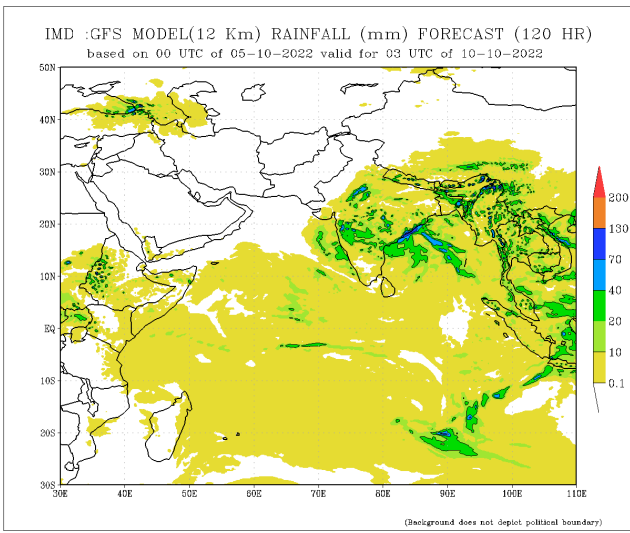 IMD :GFS MODEL(12 Km) RAINFALL (mm) FORECAST (120 HR)
based on 00 UTC of 05-10-2022 valid for 03 UTC of 10-10-2022
50N
40N
30N
20N
10N
EQ
10S
20S
30S
30E 40E 50E 60E 70E 80E 90E 100E 110E
200
130
70
40
20
10
0.1
(Background does not depict political boundary)